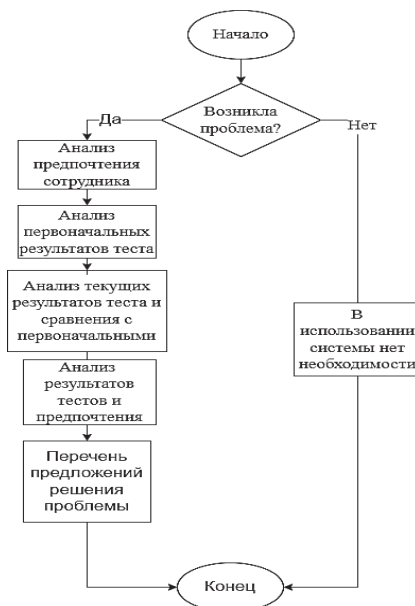 Начало
Возникла
проблема?
Да
Нет
Анализ
предпочтения
сотрудника
Анализ
первоначальных
результатов теста
Анализ текущих
результатов теста и
сравнения с
первоначальными
Анализ
результатов
тестов и
предпочтения
Перечень
предложений
решения
проблемы
В
использовании
системы нет
необходимости
Конец